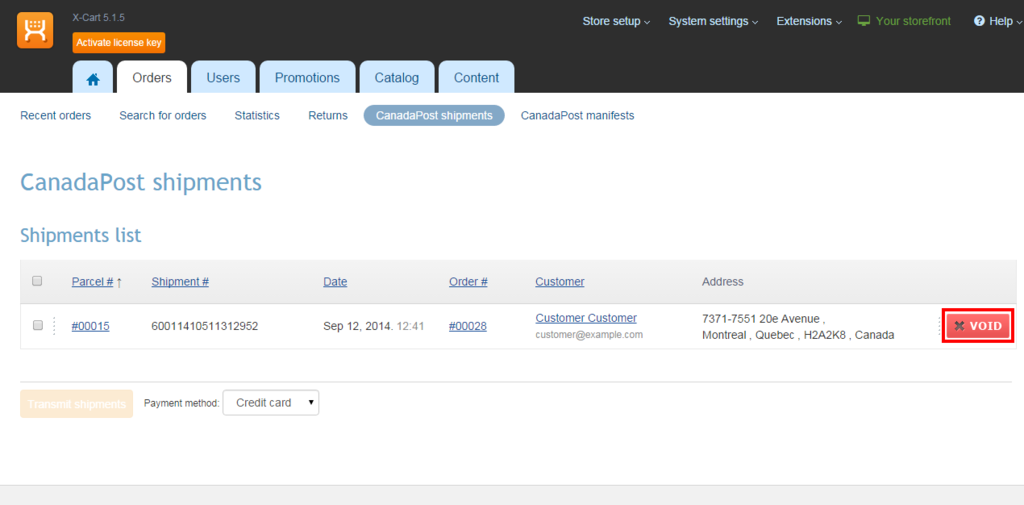 X-Cart 5.1.5
Activate license key
Store setup System settings Extensions Your storefront ? Help
Orders Users Promotions Catalog Content
Recent orders Search for orders Statistics Returns CanadaPost shipments CanadaPost manifests
CanadaPost shipments
Shipments list
Parcel # ↑ Shipment # Date Order # Customer Address
#00015 60011410511312952 Sep 12, 2014. 12:41 #00028 Customer Customer 7371-7551 20e Avenue , VOID
customer@example.com Montreal , Quebec , H2A2K8 , Canada
Transmit shipments Payment method: Credit card